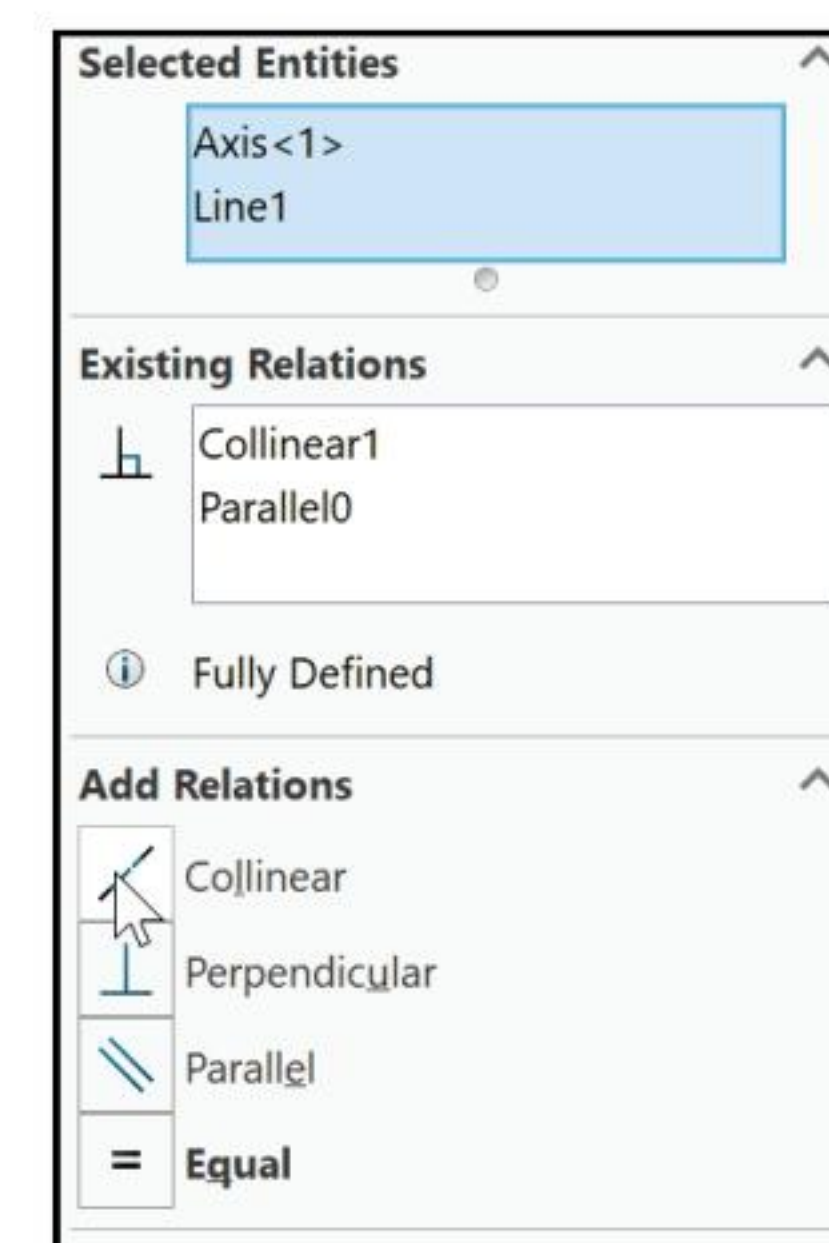 Selected Entities
Axis<1>
Line1
Existing Relations
Collinear1
Parallel0
Fully Defined
Add Relations
Collinear
Perpendicular
Parallel
Equal